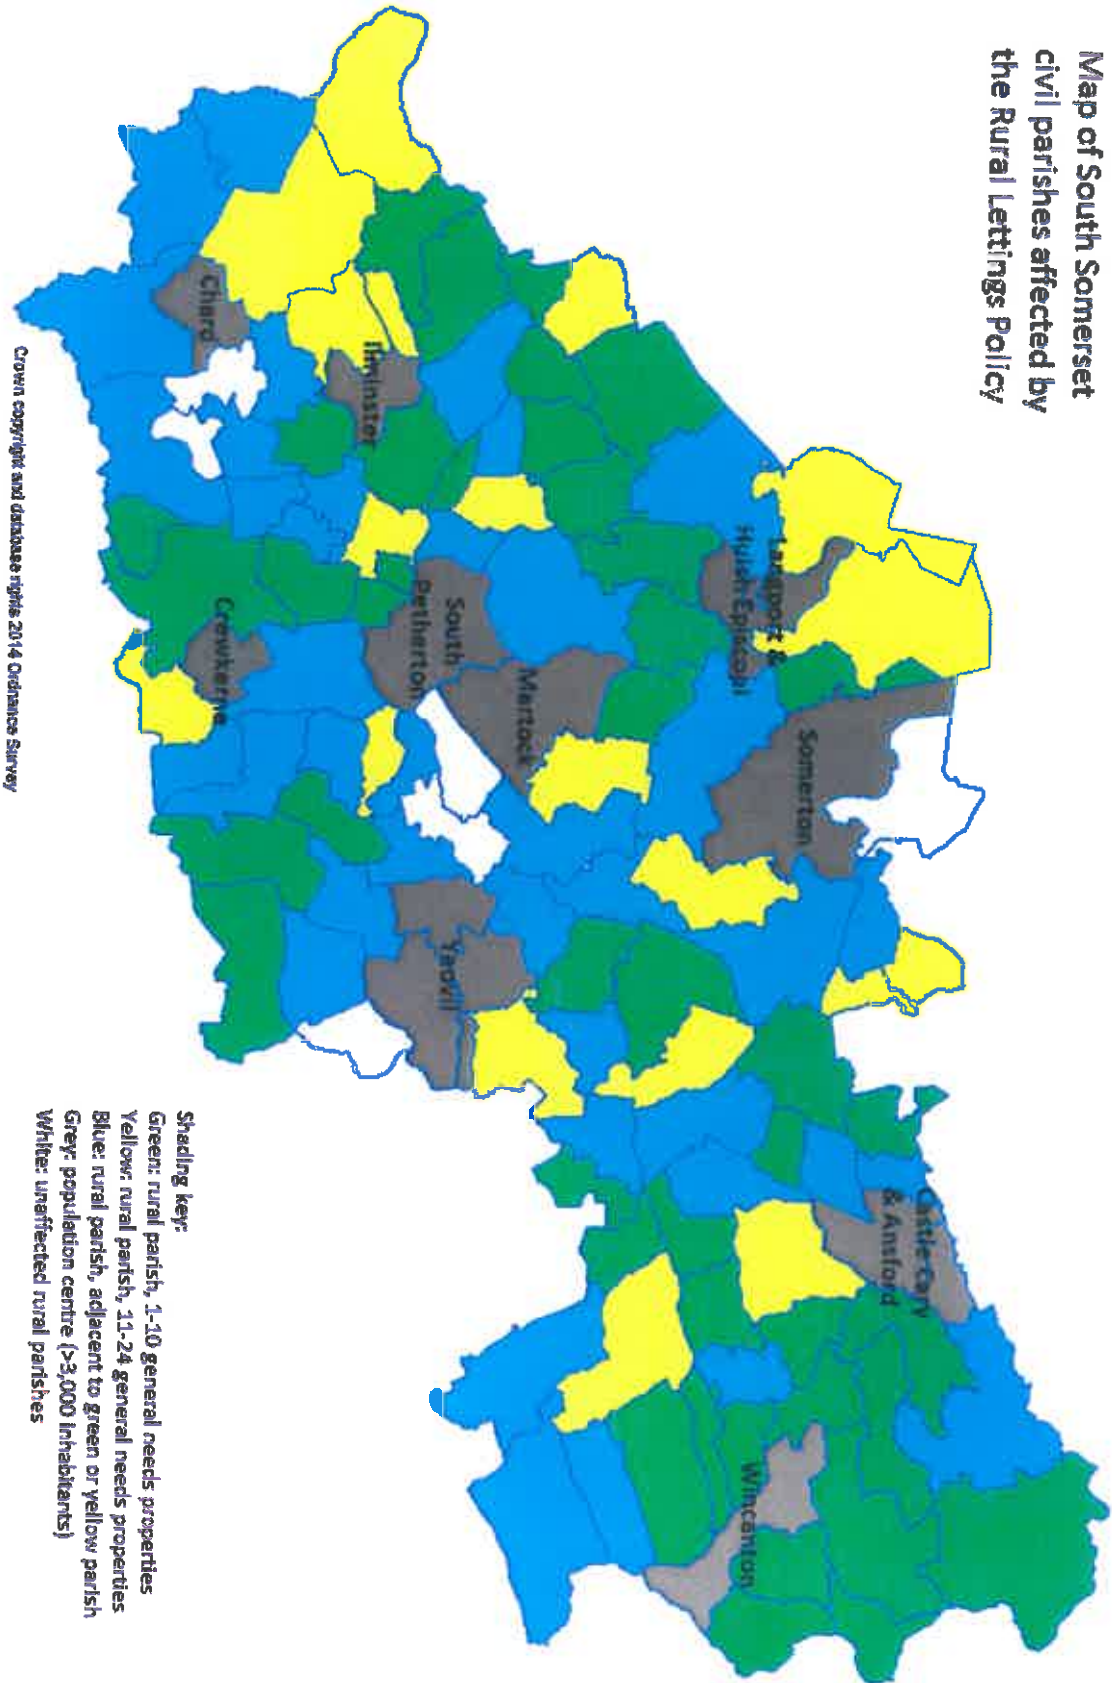 Map of South Somerset
civil parishes affected by
the Rural Lettings Policy
Langport &
Huish Episcopi
Somerton
Castle Cary
& Ansford
Wincanton
Martock
South
Petherton
Yeovil
Ilminster
Chard
Crewkerne
Shading key:
Green: rural parish, 1-10 general needs properties
Yellow: rural parish, 11-24 general needs properties
Blue: rural parish, adjacent to green or yellow parish
Grey: population centre (>3,000 inhabitants)
White: unaffected rural parishes
Crown copyright and database rights 2014 Ordnance Survey